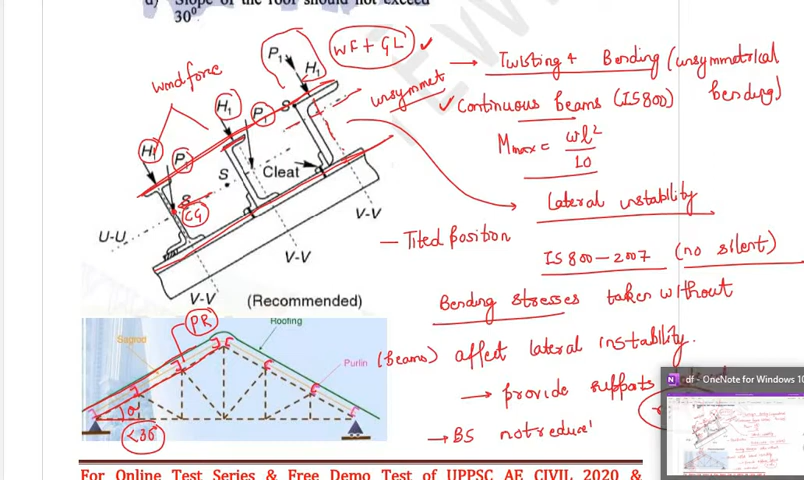 d) Slope of the roof should not exceed
30°.
WF + GL ✓
P1
H1
→ Twisting + Bending (unsymmetrical
bending)
wind force
unsymmet
✓ Continuous beams (IS800)
H1
P1
S
Mmax = wl²
10
H1
P
Cleat
S
S
CG
Lateral instability
V-V
U-U
– Tited position
V-V
IS 800-2007 (no silent)
V-V
(Recommended)
Bending stresses taken without
PR
Roofing
Sagrod
Purlin
(beams) affect lateral instability.
→ provide supports
<30°
→ BS not reduce
df - OneNote for Windows 10
For Online Test Series & Free Demo Test of UPPSC AE CIVIL 2020 &